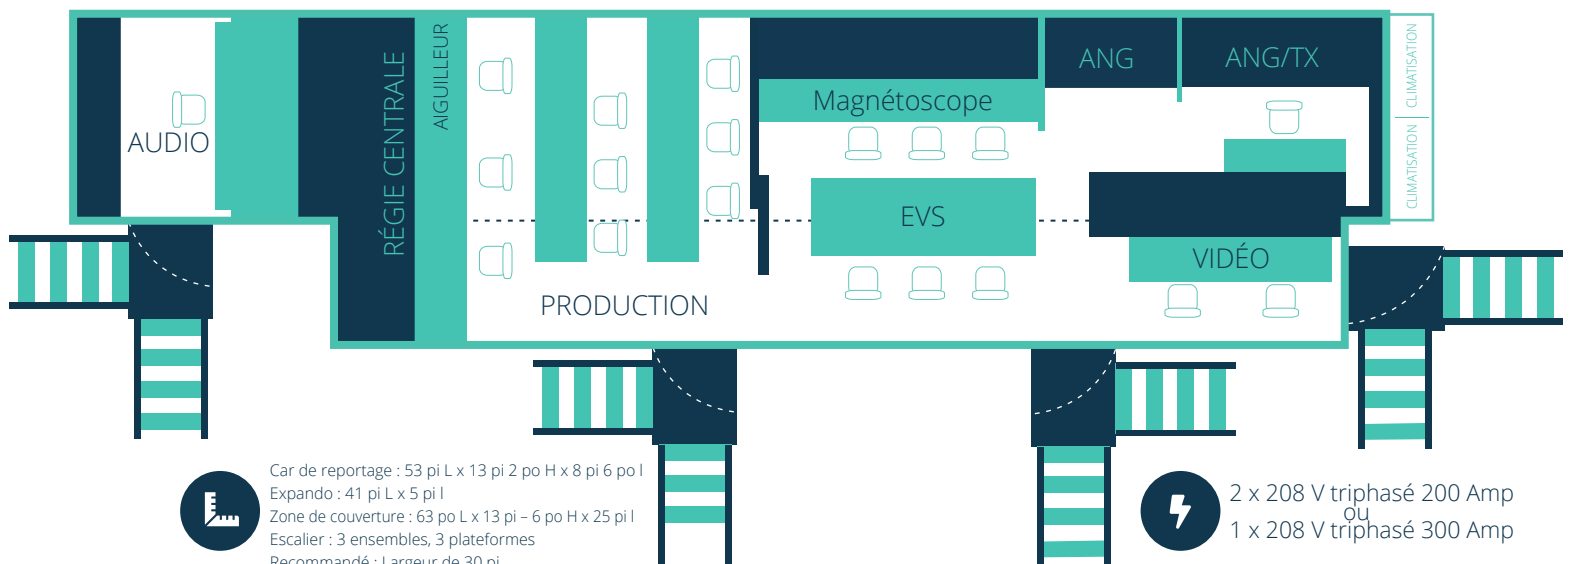 AUDIO
RÉGIE CENTRALE
AIGUILLEUR
PRODUCTION
Magnétoscope
EVS
ANG
ANG/TX
VIDÉO
CLIMATISATION
CLIMATISATION
Car de reportage : 53 pi L x 13 pi 2 po H x 8 pi 6 po l
Expando : 41 pi L x 5 pi l
Zone de couverture : 63 po L x 13 pi – 6 po H x 25 pi l
Escalier : 3 ensembles, 3 plateformes
Recommandé : Largeur de 30 pi
2 x 208 V triphasé 200 Amp
ou
1 x 208 V triphasé 300 Amp